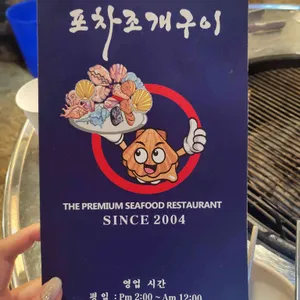 포차조개구이
THE PREMIUM SEAFOOD RESTAURANT
SINCE 2004
영업 시간
평일 : Pm 2:00 ~ Am 12:00